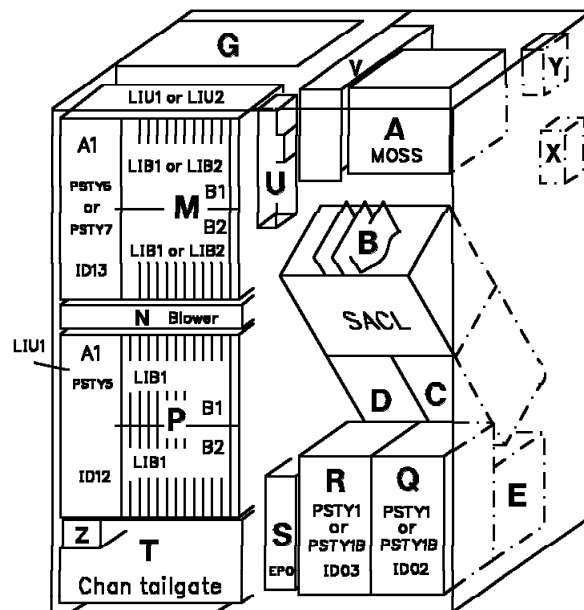 G
V
Y
LIU1 or LIU2
A
MOSS
X
A1
LIB1 or LIB2
B1
M
B2
PSTY6
or
PSTY7
LIB1 or LIB2
ID13
U
B
N Blower
SACL
LIU1
A1
PSTY5
LIB1
B1
P
B2
LIB1
ID12
D
C
Z
T
Chan tailgate
S
EPO
R
PSTY1
or
PSTY1B
ID03
Q
PSTY1
or
PSTY1B
ID02
E